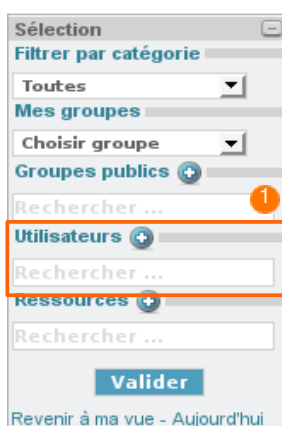 Sélection
Filtrer par catégorie
Toutes
Mes groupes
Choisir groupe
Groupes publics
Rechercher ...
1
Utilisateurs
Rechercher ...
Ressources
Rechercher ...
Valider
Revenir à ma vue - Aujourd'hui